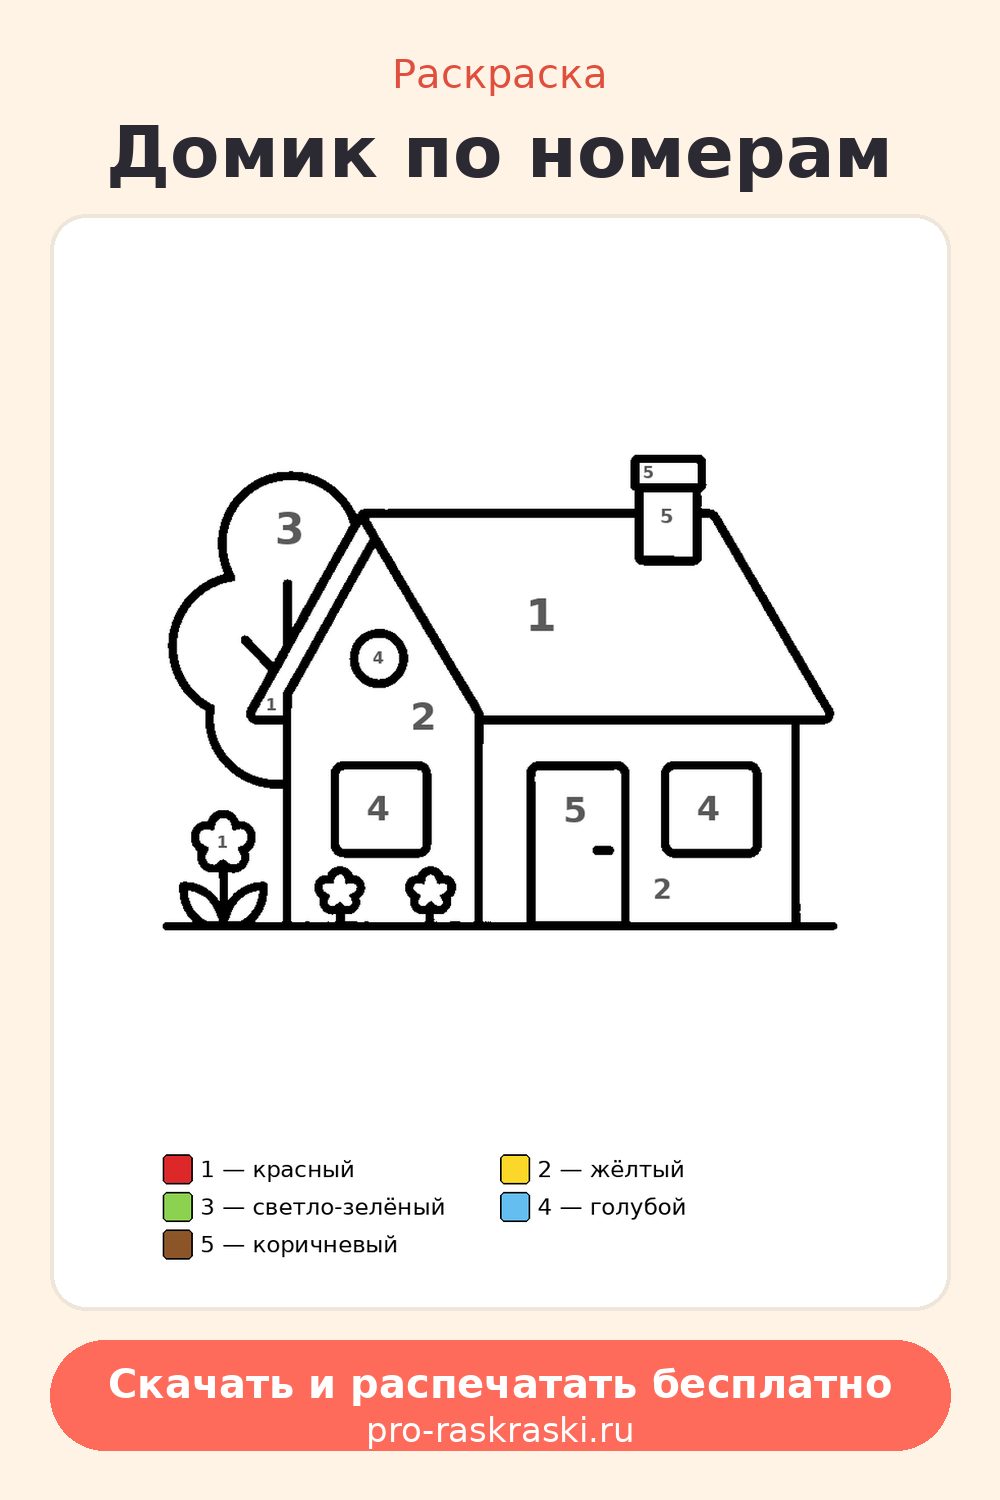 Раскраска
Домик по номерам
5
5
3
1
4
1
2
4
5
4
1
2
1 — красный
2 — жёлтый
3 — светло-зелёный
4 — голубой
5 — коричневый
Скачать и распечатать бесплатно
pro-raskraski.ru